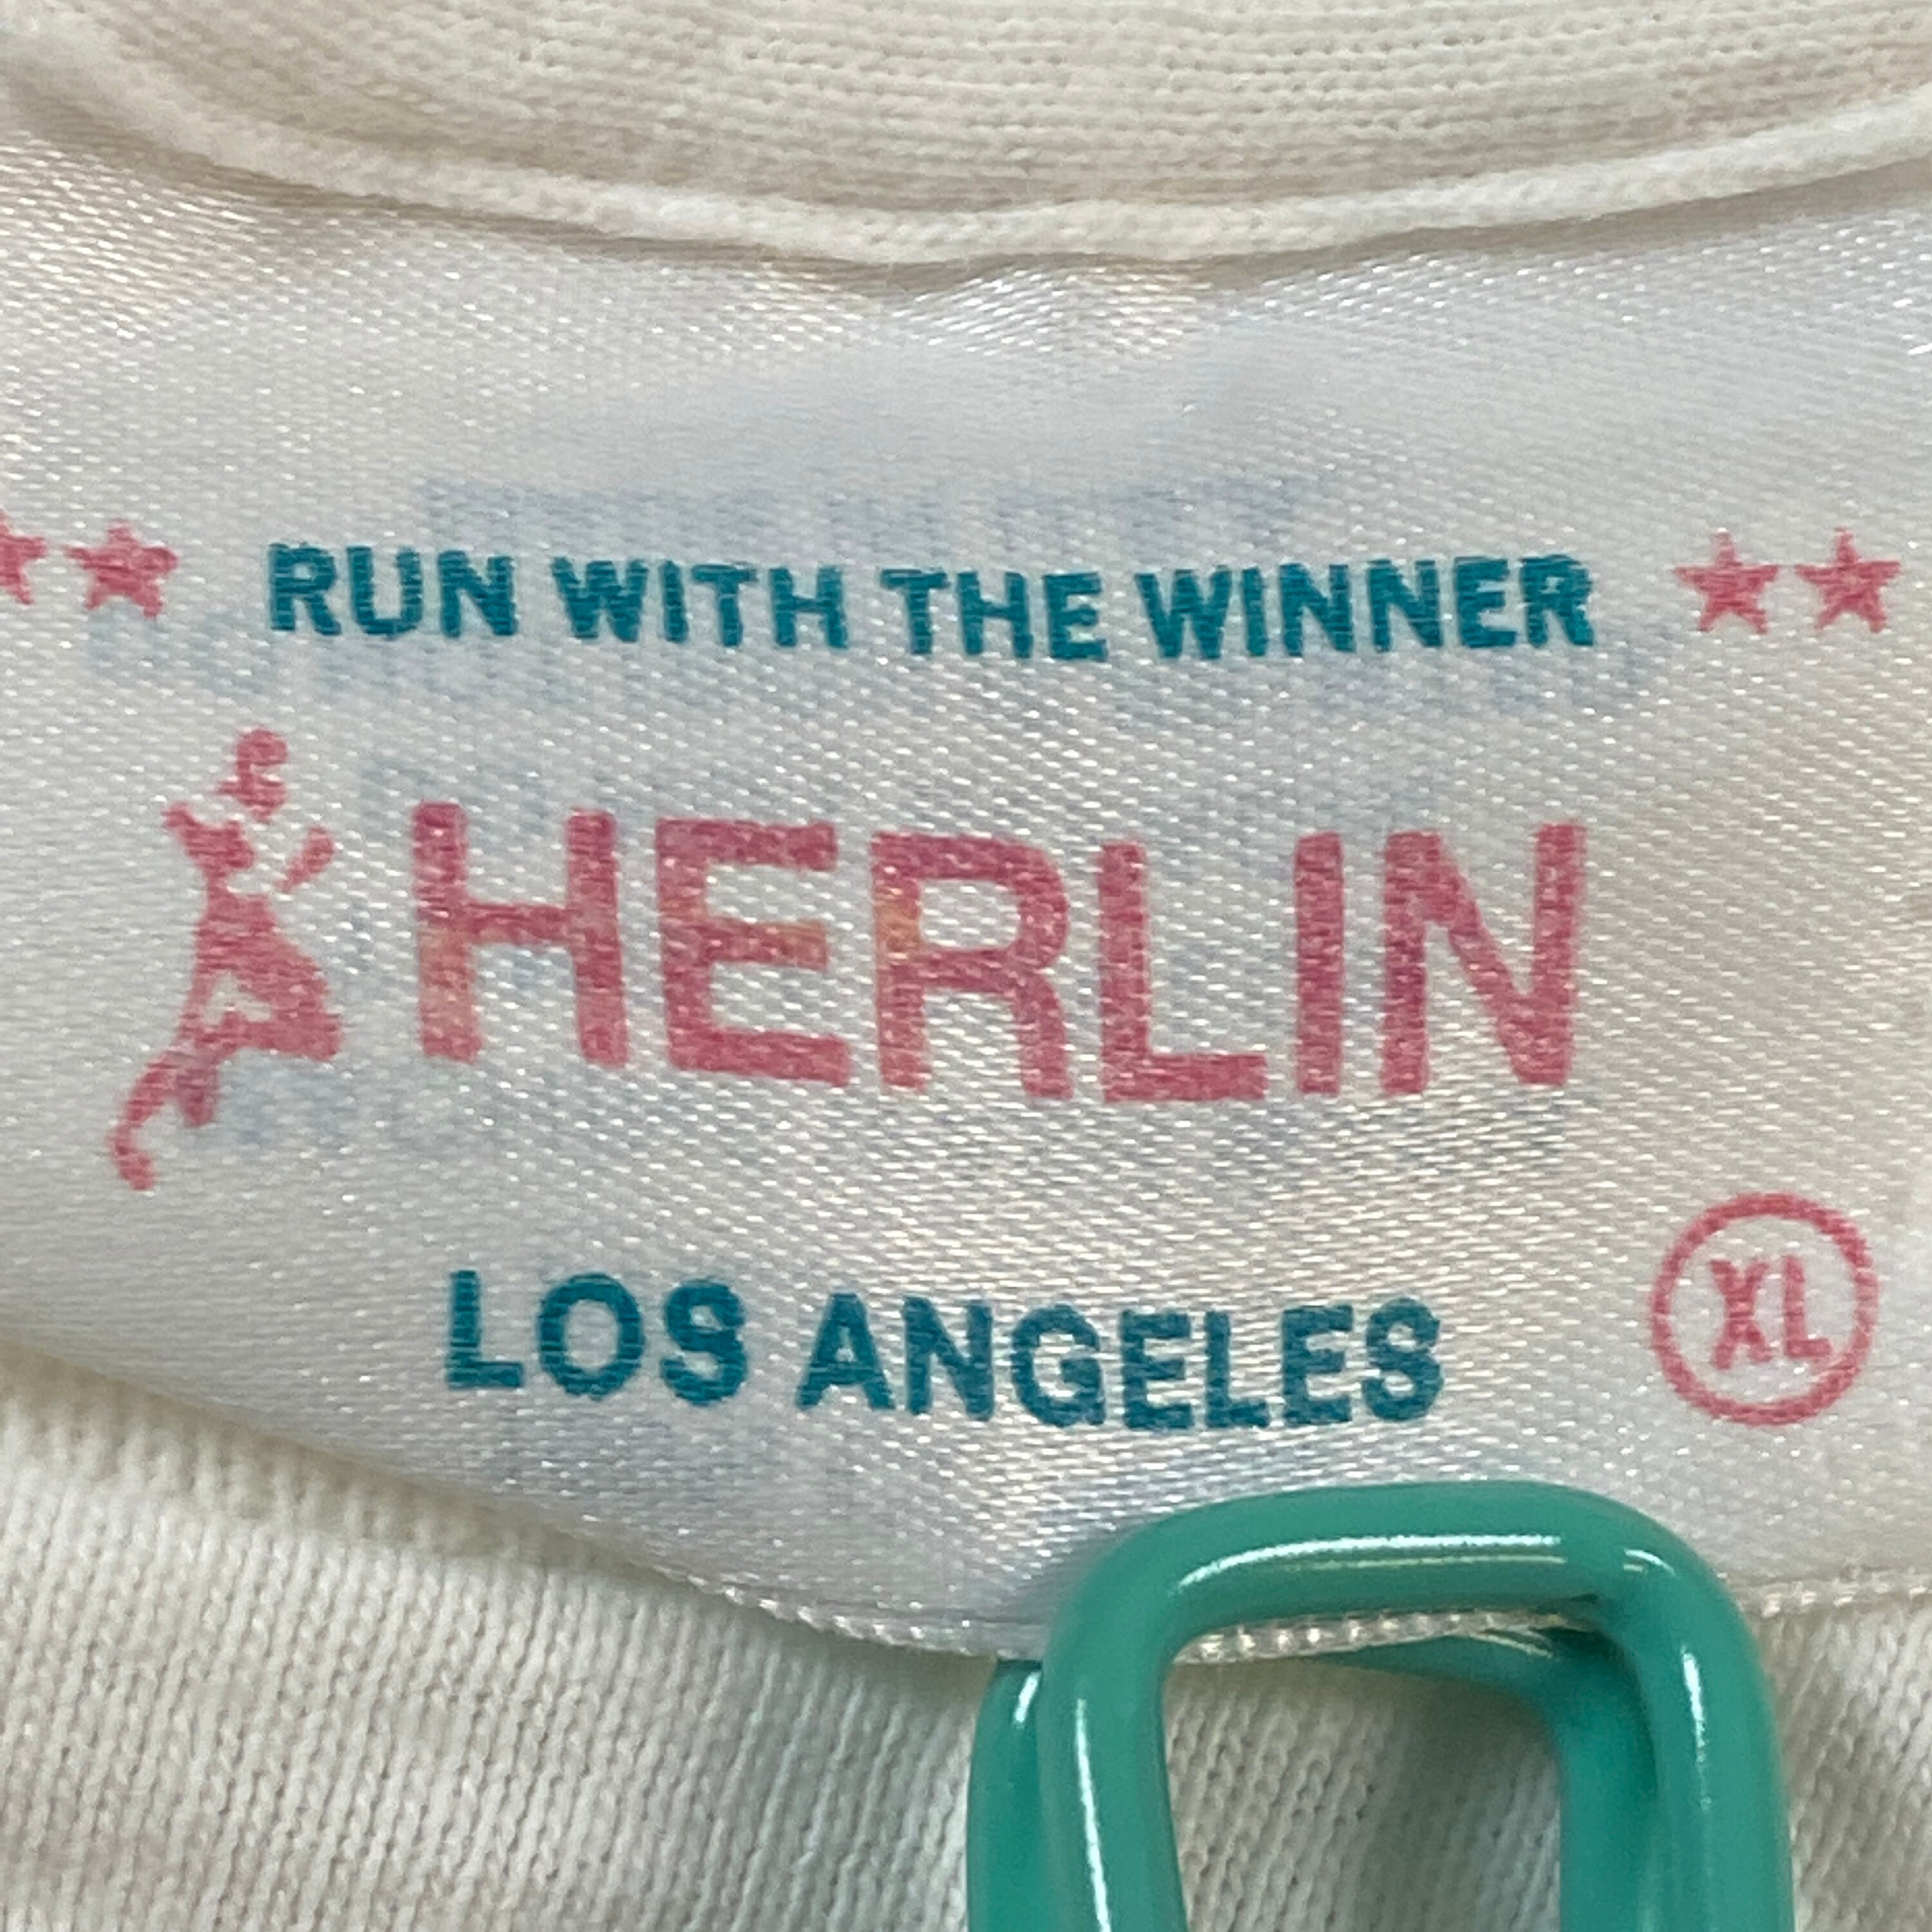 RUN WITH THE WINNER
HERLIN
LOS ANGELES
XL